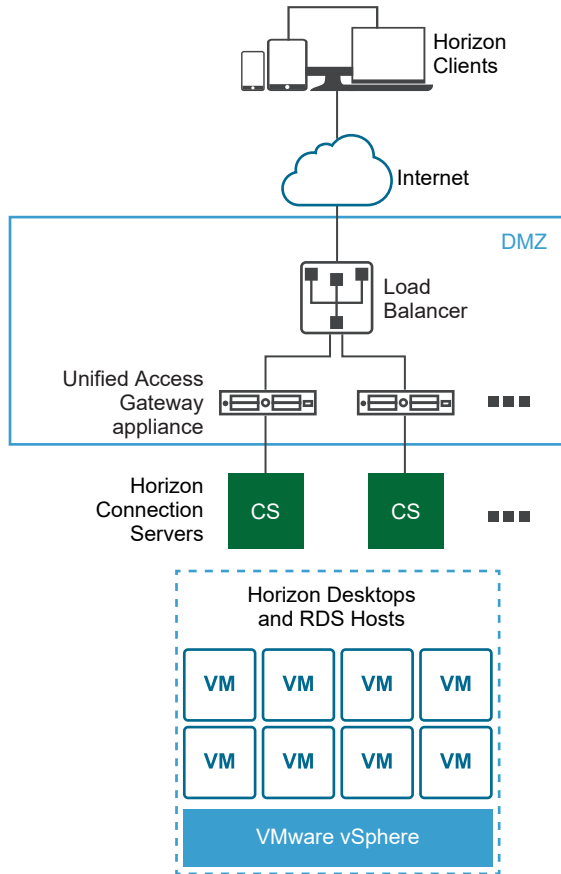 Horizon
Clients
Internet
DMZ
Load
Balancer
Unified Access
Gateway
appliance
Horizon
Connection
Servers
CS
CS
Horizon Desktops
and RDS Hosts
VM VM VM VM
VM VM VM VM
VMware vSphere